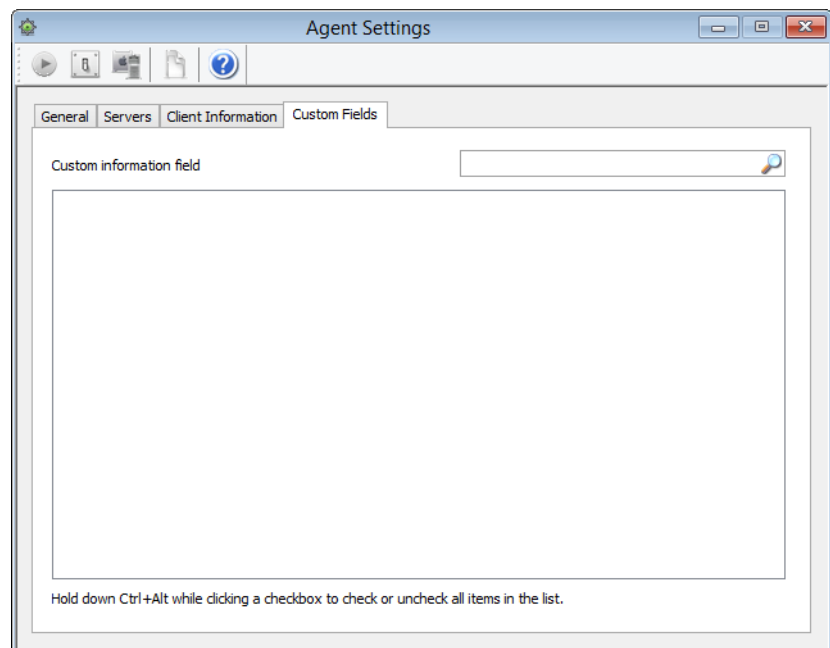 Agent Settings
General Servers Client Information Custom Fields
Custom information field
Hold down Ctrl+Alt while clicking a checkbox to check or uncheck all items in the list.